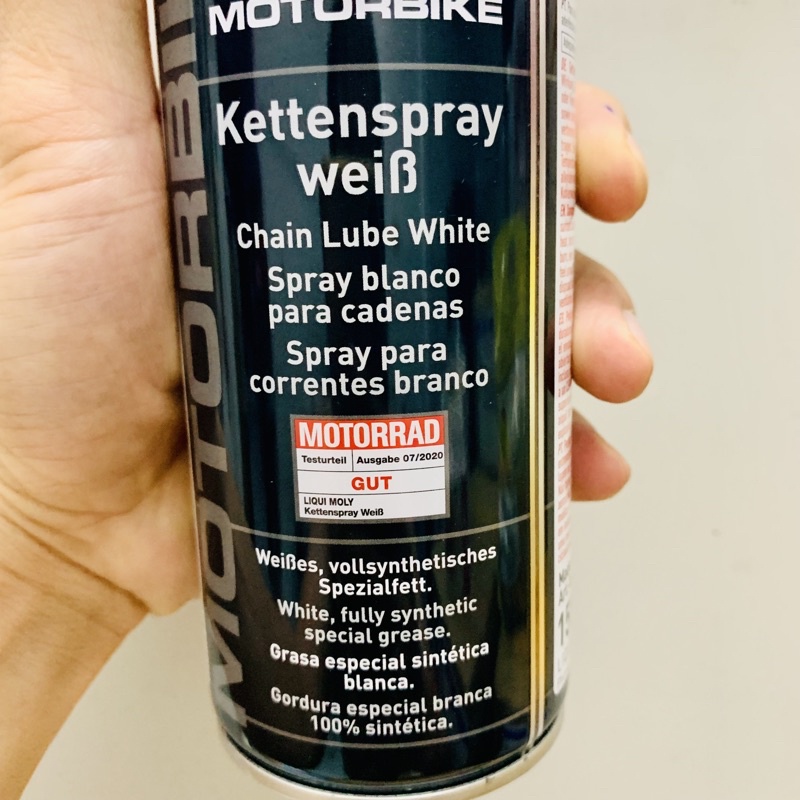 MOTORBIKE
MOTORBI
Kettenspray
weiß
Chain Lube White
Spray blanco
para cadenas
Spray para
correntes branco
MOTORRAD
Testurteil Ausgabe 07/2020
GUT
LIQUI MOLY
Kettenspray Weiß
Weißes, vollsynthetisches
Spezialfett.
White, fully synthetic
special grease.
Grasa especial sintética
blanca.
Gordura especial branca
100% sintética.